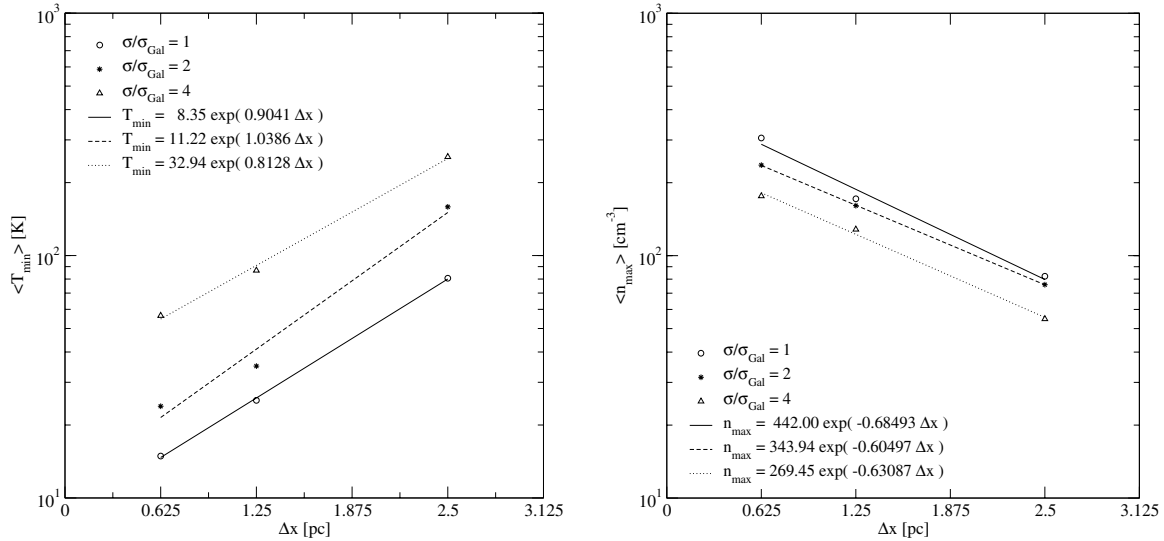 10^3
σ/σ_Gal = 1
σ/σ_Gal = 2
σ/σ_Gal = 4
T_min = 8.35 exp( 0.9041 Δx )
T_min = 11.22 exp( 1.0386 Δx )
T_min = 32.94 exp( 0.8128 Δx )
<T_min> [K]
10^2
10^1
0 0.625 1.25 1.875 2.5 3.125
Δx [pc]
10^3
<n_max> [cm^-3]
10^2
σ/σ_Gal = 1
σ/σ_Gal = 2
σ/σ_Gal = 4
n_max = 442.00 exp( -0.68493 Δx )
n_max = 343.94 exp( -0.60497 Δx )
n_max = 269.45 exp( -0.63087 Δx )
10^1
0 0.625 1.25 1.875 2.5 3.125
Δx [pc]